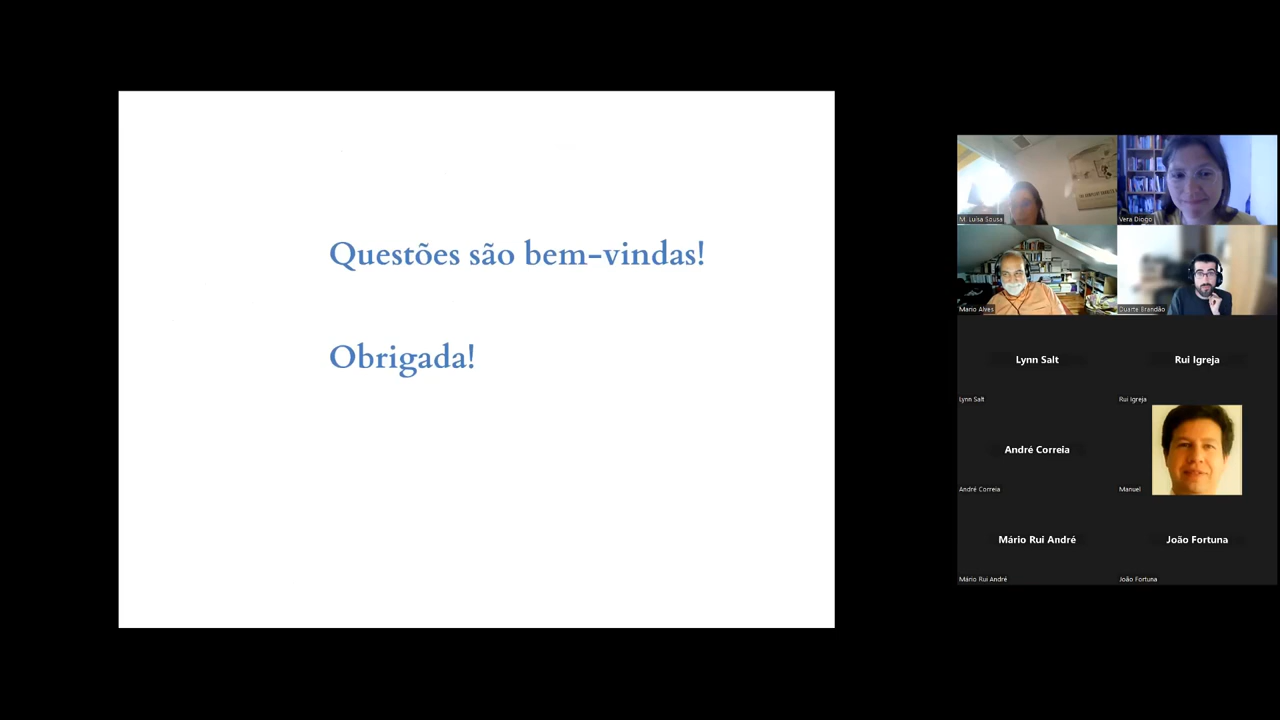 Questões são bem-vindas!
Obrigada!
M. Luísa Sousa
Vera Diogo
Mario Alves
Duarte Brandão
Lynn Salt
Rui Igreja
Lynn Salt
Rui Igreja
André Correia
André Correia
Manuel
Mário Rui André
João Fortuna
Mário Rui André
João Fortuna